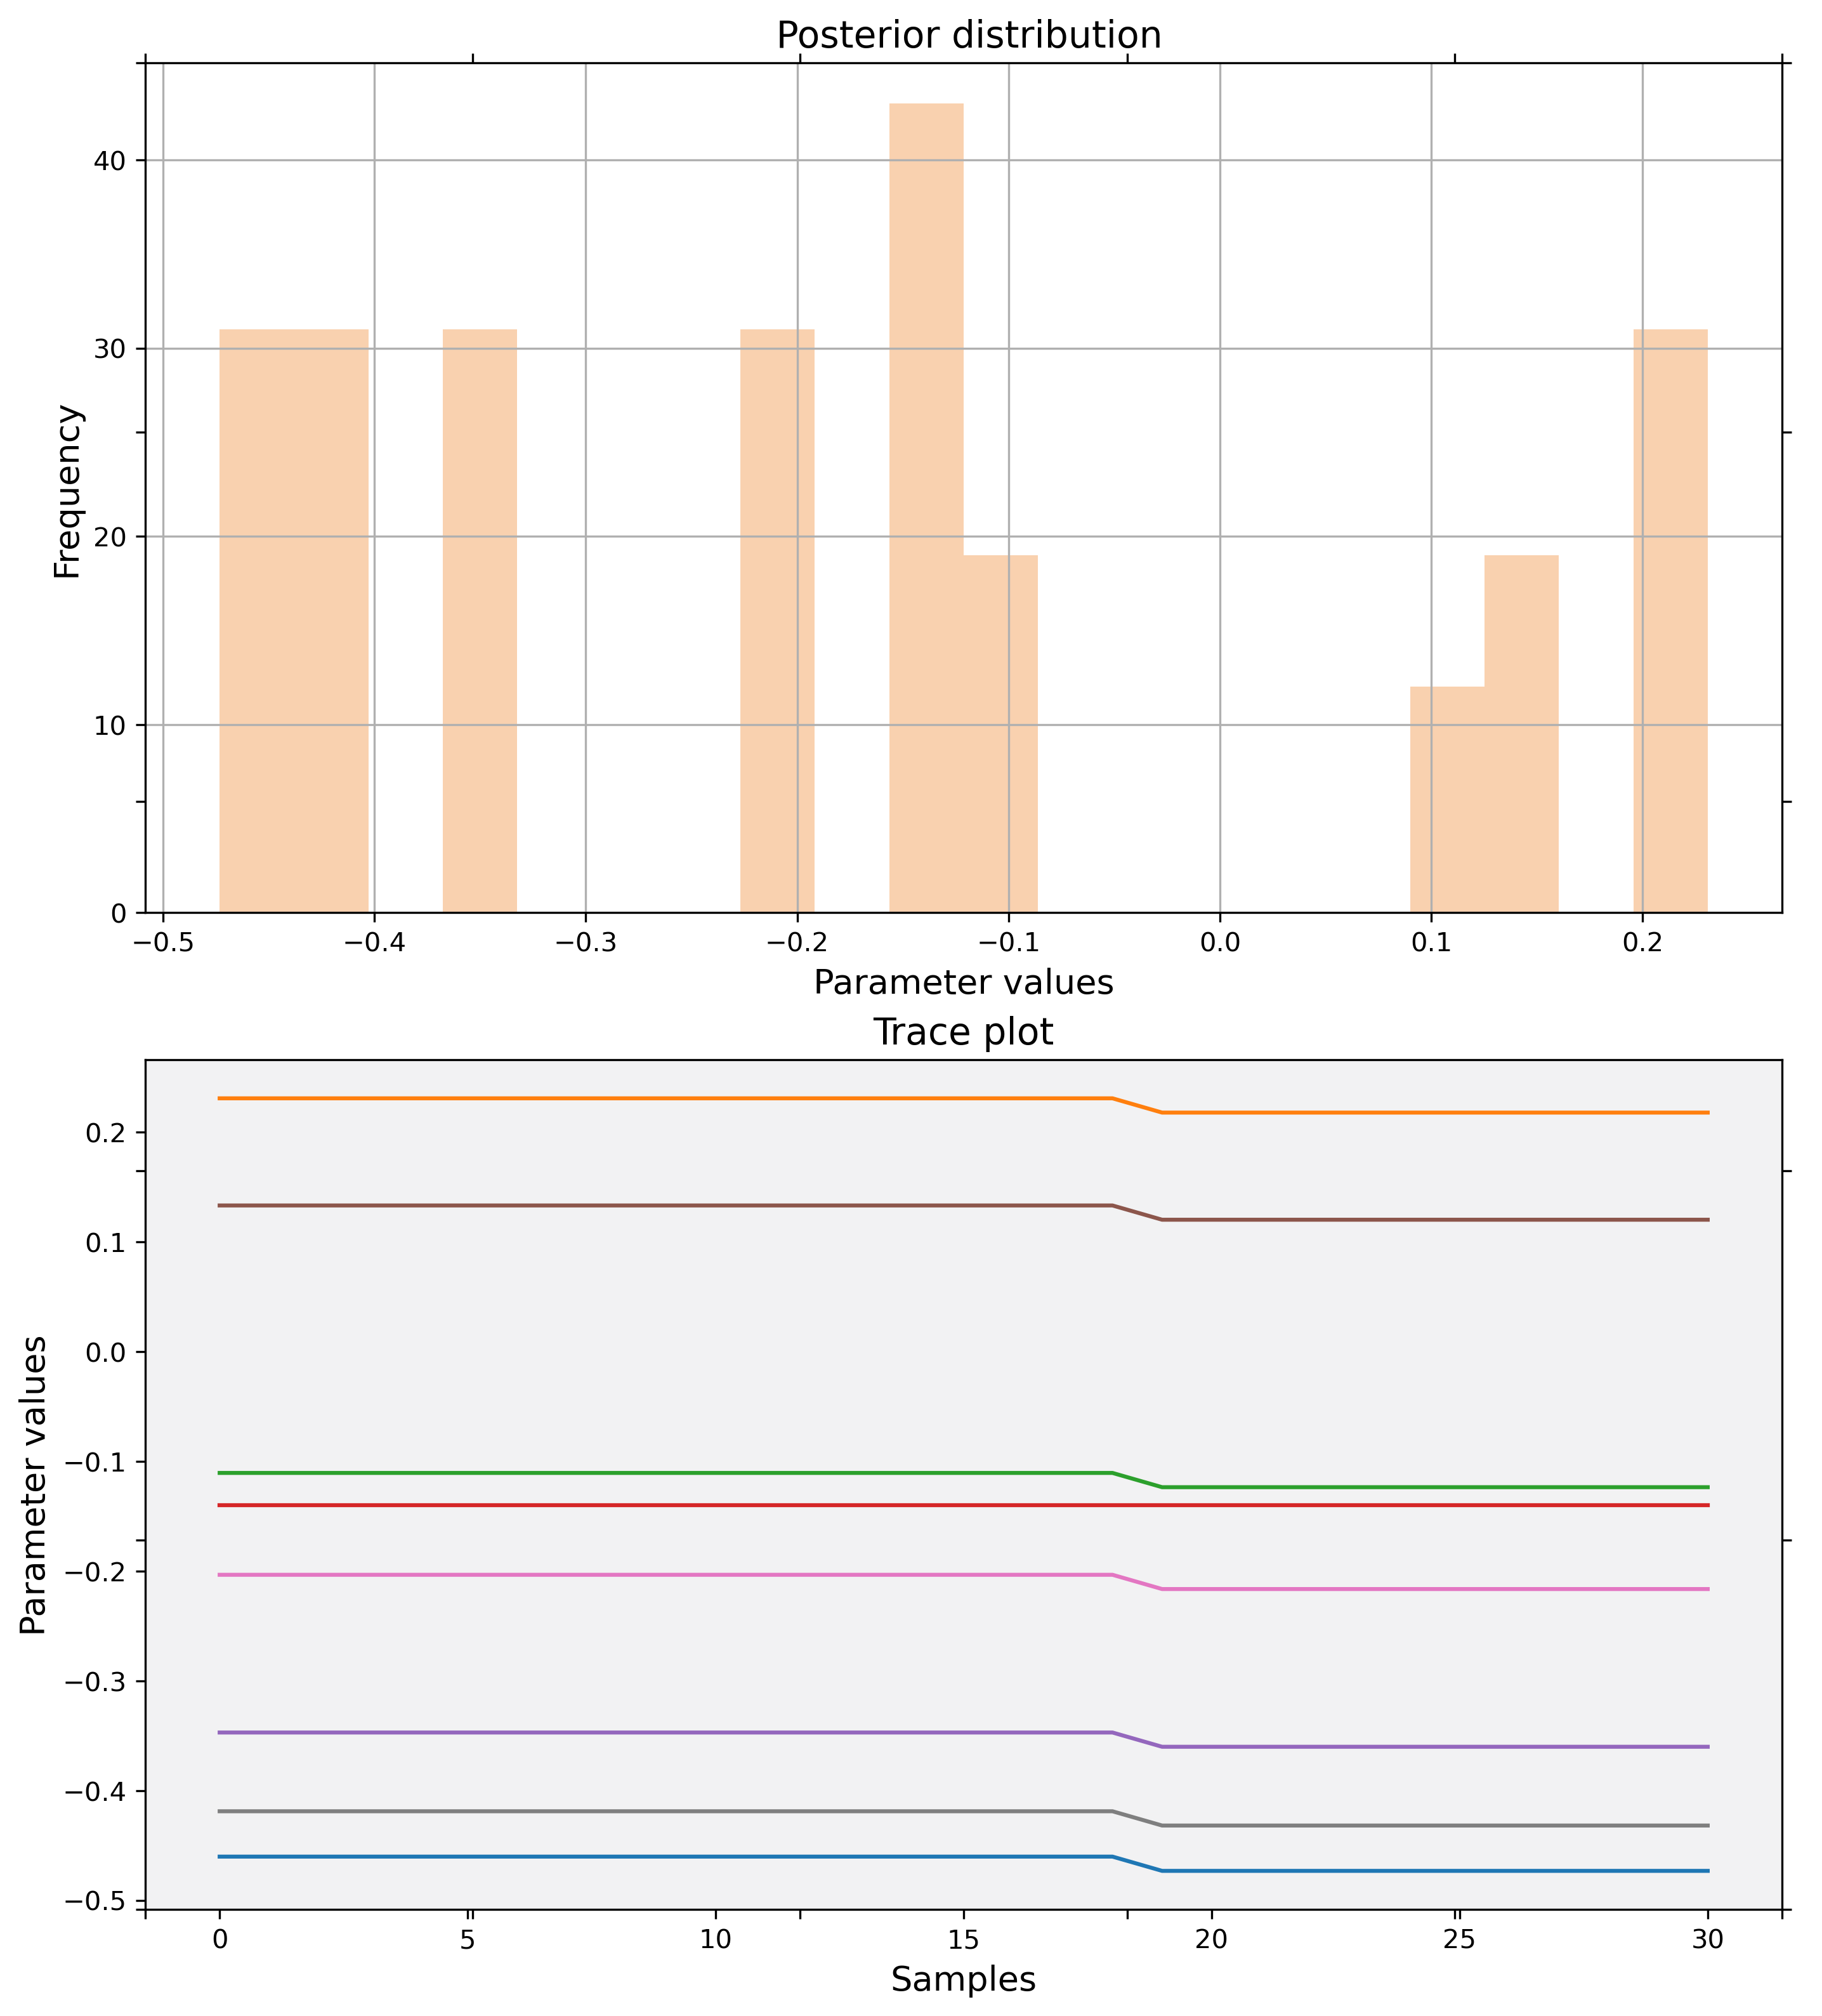 Posterior distribution
Frequency
40
30
20
10
0
−0.5 −0.4 −0.3 −0.2 −0.1 0.0 0.1 0.2
Parameter values
Trace plot
Parameter values
0.2
0.1
0.0
−0.1
−0.2
−0.3
−0.4
−0.5
0 5 10 15 20 25 30
Samples